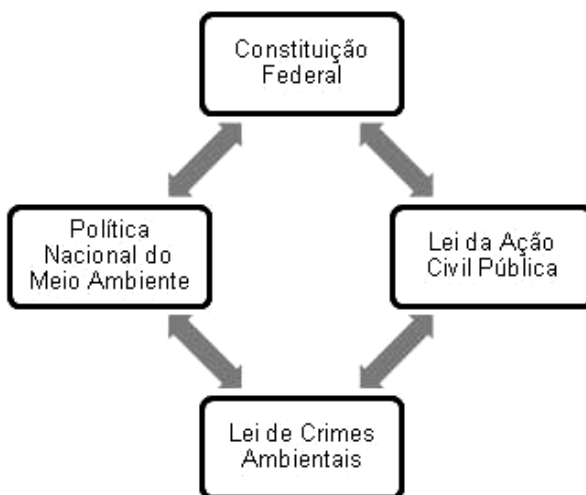 Constituição
Federal
Política
Nacional do
Meio Ambiente
Lei da Ação
Civil Pública
Lei de Crimes
Ambientais